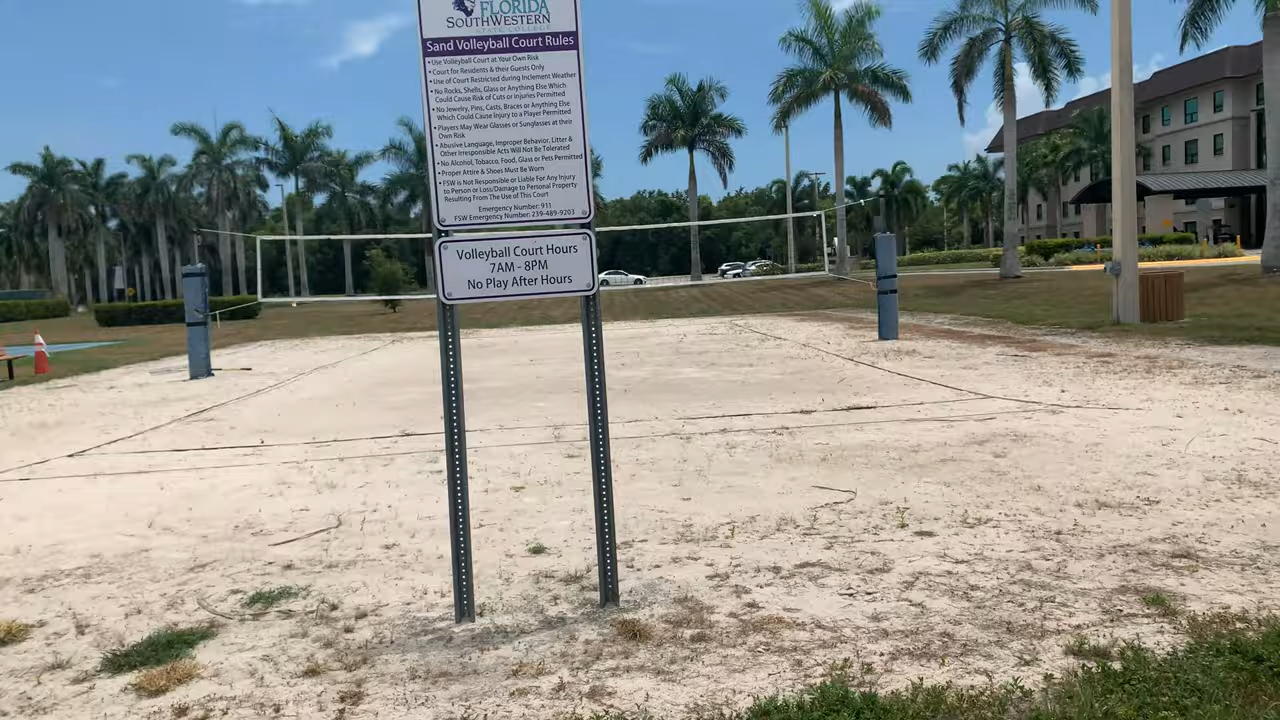 FLORIDA
SOUTHWESTERN
STATE COLLEGE
Sand Volleyball Court Rules
• Use Volleyball Court at Your Own Risk
• Court for Residents & their Guests Only
• Use of Court Restricted during Inclement Weather
• No Rocks, Shells, Glass or Anything Else Which
Could Cause Risk of Cuts or Injuries Permitted
• No Jewelry, Pins, Casts, Braces or Anything Else
Which Could Cause Injury to a Player Permitted
• Players May Wear Glasses or Sunglasses at their
Own Risk
• Abusive Language, Improper Behavior, Litter &
Other Irresponsible Acts Will Not Be Tolerated
• No Alcohol, Tobacco, Food, Glass or Pets Permitted
• Proper Attire & Shoes Must be Worn
• FSW is Not Responsible or Liable for Any Injury
to Person or Loss/Damage to Personal Property
Resulting From The Use of This Court
Emergency Number: 911
FSW Emergency Number: 239-489-9203
Volleyball Court Hours
7AM - 8PM
No Play After Hours